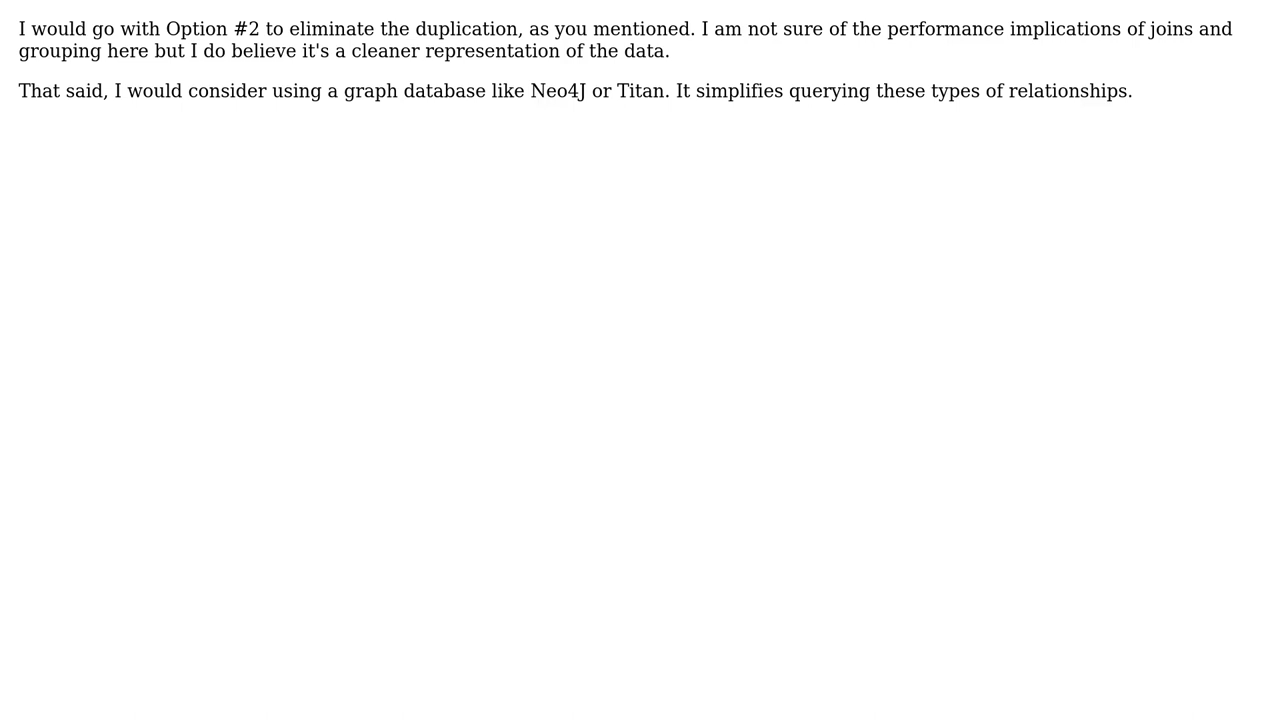 I would go with Option #2 to eliminate the duplication, as you mentioned. I am not sure of the performance implications of joins and
grouping here but I do believe it's a cleaner representation of the data.
That said, I would consider using a graph database like Neo4J or Titan. It simplifies querying these types of relationships.